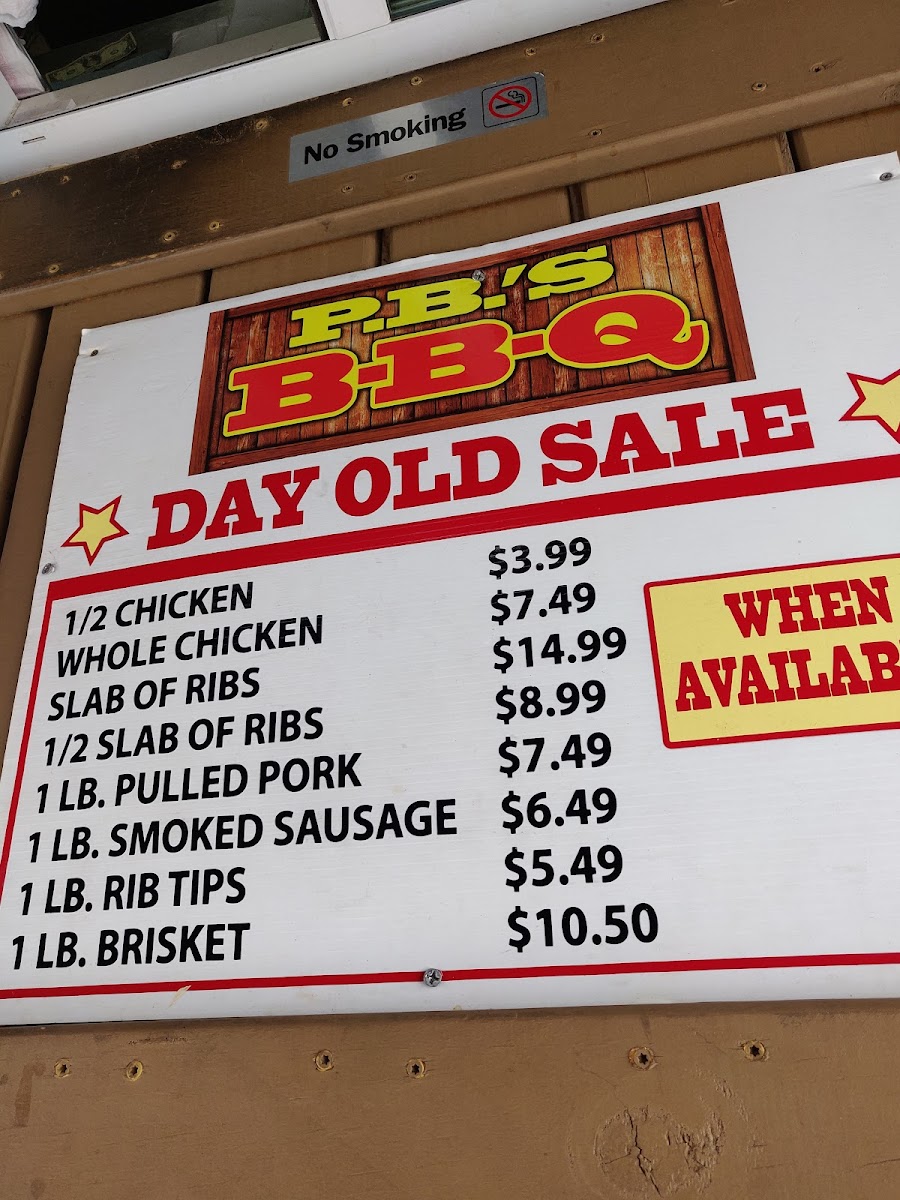 No Smoking
P.B.'S
B-B-Q
DAY OLD SALE
1/2 CHICKEN $3.99
WHOLE CHICKEN $7.49
SLAB OF RIBS $14.99
1/2 SLAB OF RIBS $8.99
1 LB. PULLED PORK $7.49
1 LB. SMOKED SAUSAGE $6.49
1 LB. RIB TIPS $5.49
1 LB. BRISKET $10.50
WHEN